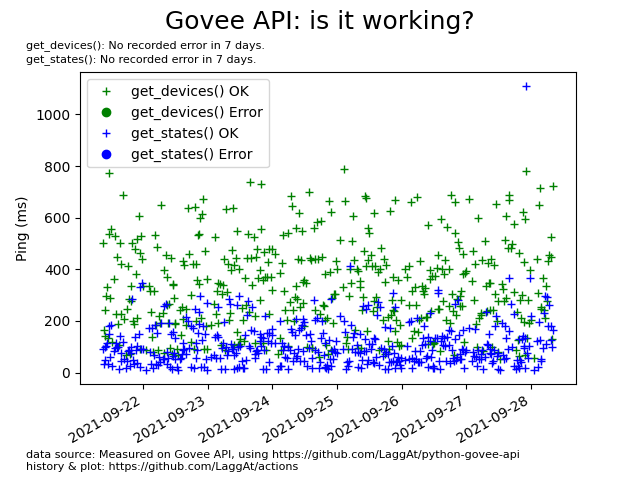 Govee API: is it working?
get_devices(): No recorded error in 7 days.
get_states(): No recorded error in 7 days.
get_devices() OK
get_devices() Error
get_states() OK
get_states() Error
Ping (ms)
1000
800
600
400
200
0
2021-09-22
2021-09-23
2021-09-24
2021-09-25
2021-09-26
2021-09-27
2021-09-28
data source: Measured on Govee API, using https://github.com/LaggAt/python-govee-api
history & plot: https://github.com/LaggAt/actions